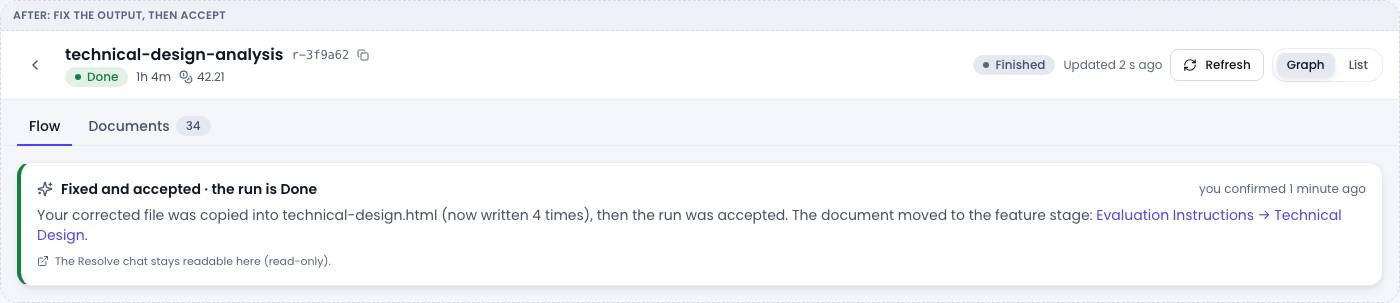 AFTER: FIX THE OUTPUT, THEN ACCEPT
technical-design-analysis r-3f9a62
Done 1h 4m 42.21
Finished Updated 2 s ago Refresh Graph List
Flow Documents 34
Fixed and accepted · the run is Done you confirmed 1 minute ago
Your corrected file was copied into technical-design.html (now written 4 times), then the run was accepted. The document moved to the feature stage: Evaluation Instructions → Technical
Design.
The Resolve chat stays readable here (read-only).